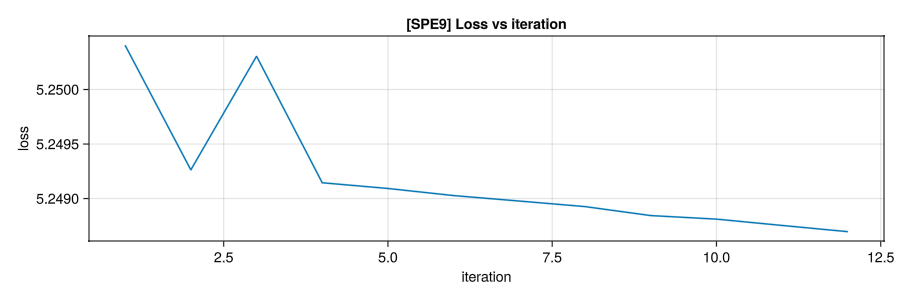 [SPE9] Loss vs iteration
loss
5.2500
5.2495
5.2490
2.5 5.0 7.5 10.0 12.5
iteration